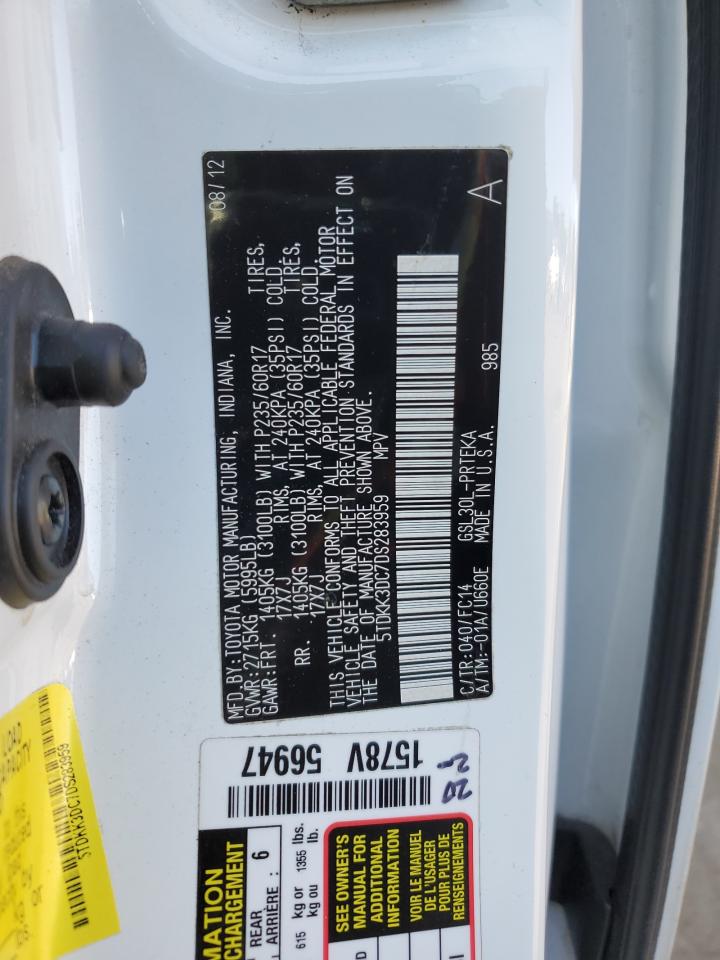 08/12
MFD.BY:TOYOTA MOTOR MANUFACTURING, INDIANA, INC.
GVWR:2715KG (5995LB)
GAWR:FRT. 1405KG (3100LB) WITH P235/60R17 TIRES,
17X7J RIMS, AT 240KPA (35PSI) COLD
RR. 1405KG (3100LB) WITH P235/60R17 TIRES,
17X7J RIMS, AT 240KPA (35PSI) COLD
THIS VEHICLE CONFORMS TO ALL APPLICABLE FEDERAL MOTOR
VEHICLE SAFETY AND THEFT PREVENTION STANDARDS IN EFFECT ON
THE DATE OF MANUFACTURE SHOWN ABOVE.
5TDKK3DC7DS283959 MPV
C/TR:040/FC14 GSL30L-PRTEKA 985 A
A/TM:-01A/U660E MADE IN U.S.A.
56947
1578V
LOAD
5TDKK3DC7DS283959
or
REAR 6
ARRIÈRE :
615 kg or 1355 lbs.
kg ou lb.
SEE OWNER'S
MANUAL FOR
ADDITIONAL
INFORMATION
VOIR LE MANUEL
DE L'USAGER
POUR PLUS DE
RENSEIGNEMENTS